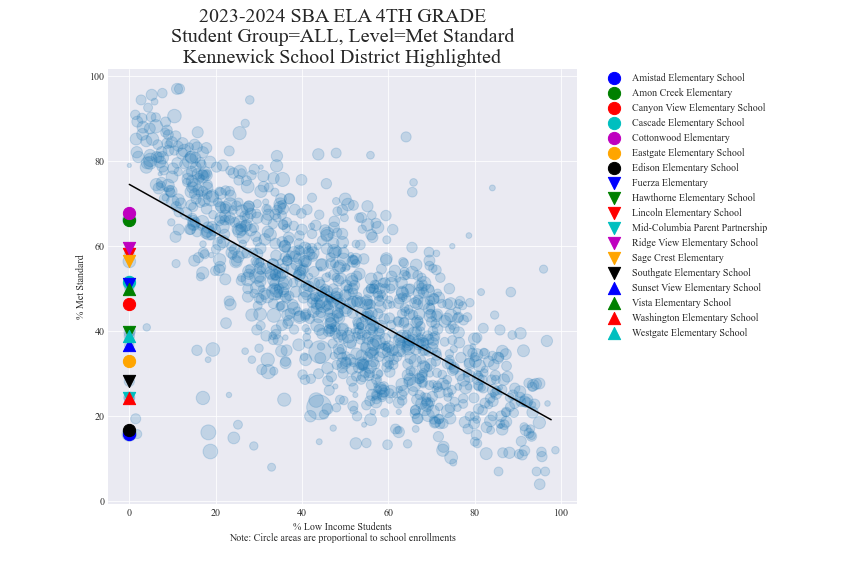 2023-2024 SBA ELA 4TH GRADE
Student Group=ALL, Level=Met Standard
Kennewick School District Highlighted
100
80
60
40
20
0
% Met Standard
0 20 40 60 80 100
% Low Income Students
Note: Circle areas are proportional to school enrollments
Amistad Elementary School
Amon Creek Elementary
Canyon View Elementary School
Cascade Elementary School
Cottonwood Elementary
Eastgate Elementary School
Edison Elementary School
Fuerza Elementary
Hawthorne Elementary School
Lincoln Elementary School
Mid-Columbia Parent Partnership
Ridge View Elementary School
Sage Crest Elementary
Southgate Elementary School
Sunset View Elementary School
Vista Elementary School
Washington Elementary School
Westgate Elementary School